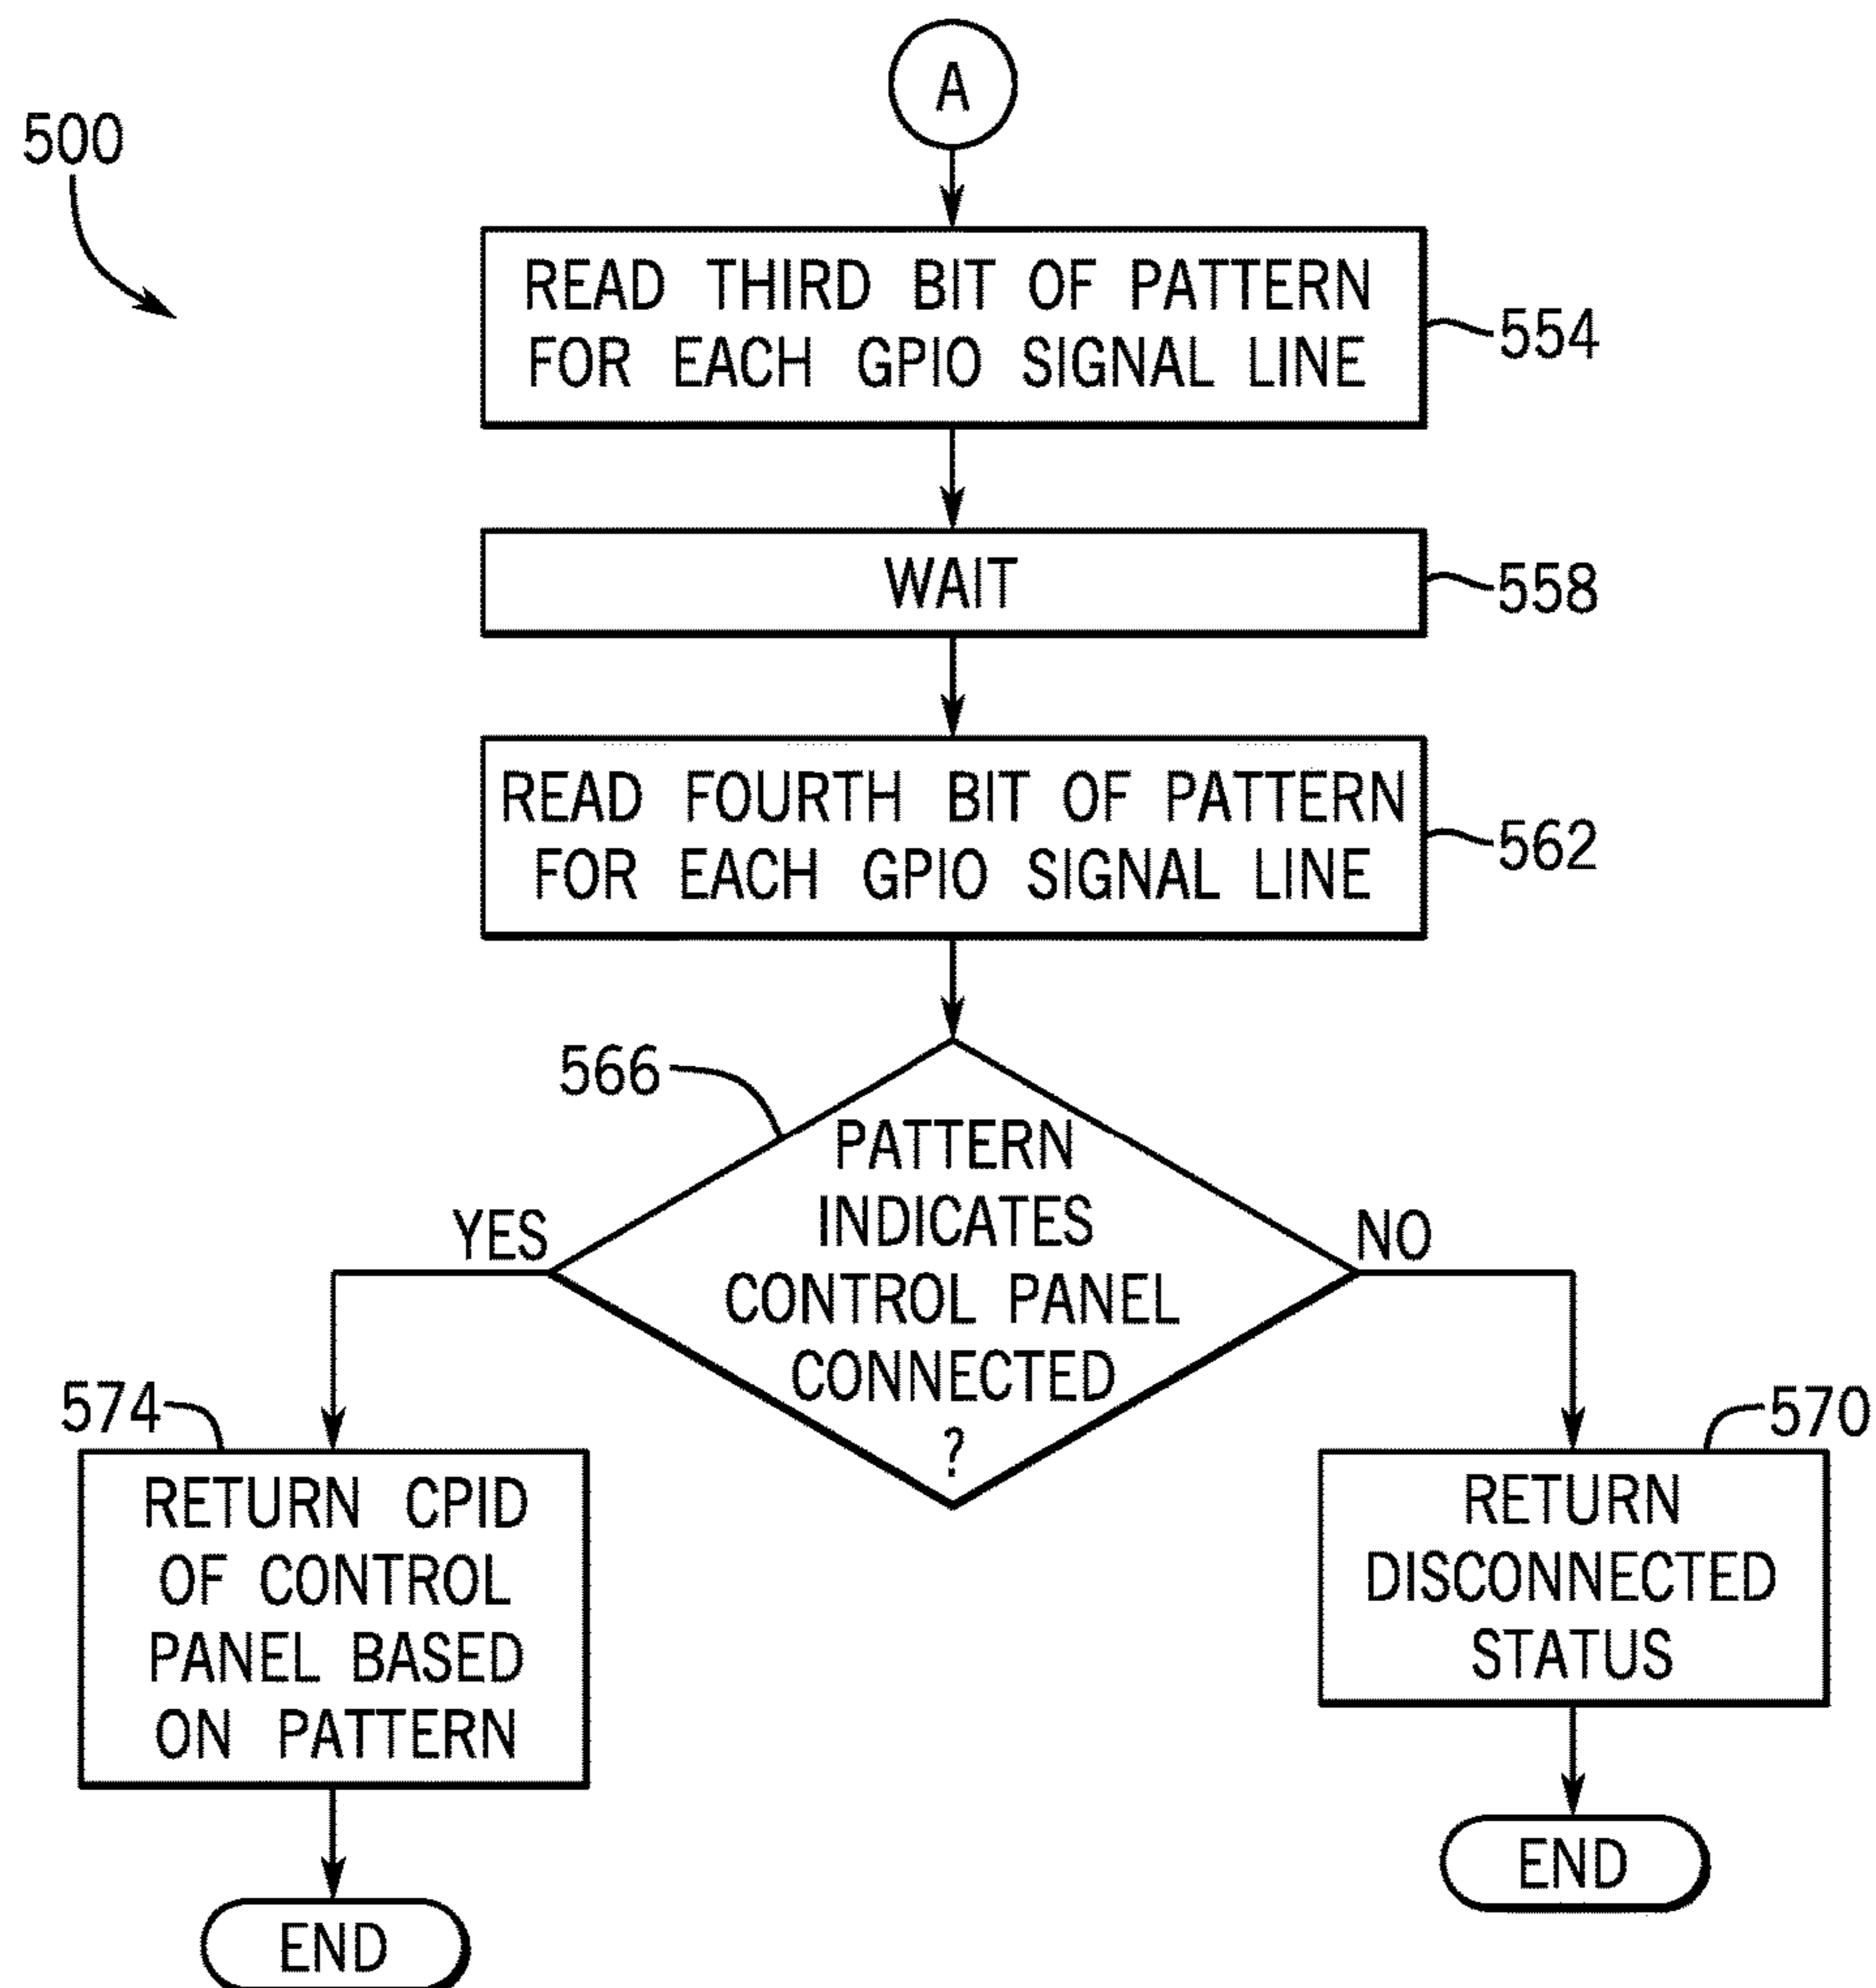 A
500
READ THIRD BIT OF PATTERN
FOR EACH GPIO SIGNAL LINE
554
WAIT
558
READ FOURTH BIT OF PATTERN
FOR EACH GPIO SIGNAL LINE
562
566
PATTERN
INDICATES
CONTROL PANEL
CONNECTED
?
YES
NO
574
RETURN CPID
OF CONTROL
PANEL BASED
ON PATTERN
END
570
RETURN
DISCONNECTED
STATUS
END